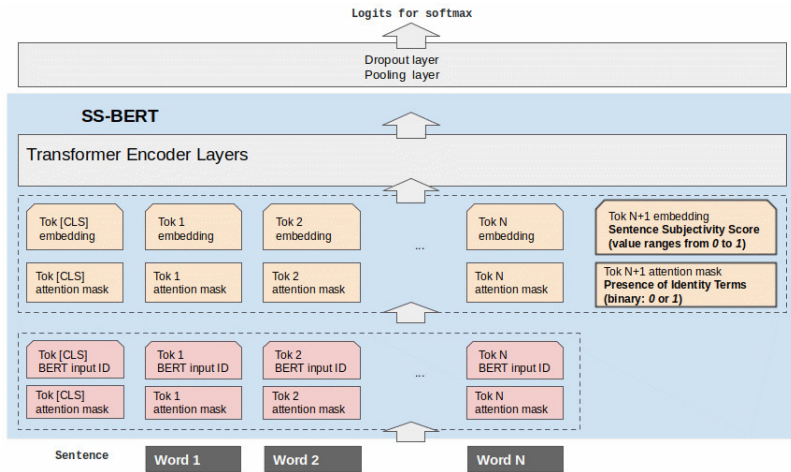 Logits for softmax
Dropout layer
Pooling layer
SS-BERT
Transformer Encoder Layers
Tok [CLS]
embedding
Tok 1
embedding
Tok 2
embedding
...
Tok N
embedding
Tok N+1 embedding
Sentence Subjectivity Score
(value ranges from 0 to 1)
Tok [CLS]
attention mask
Tok 1
attention mask
Tok 2
attention mask
Tok N
attention mask
Tok N+1 attention mask
Presence of Identity Terms
(binary: 0 or 1)
Tok [CLS]
BERT input ID
Tok 1
BERT input ID
Tok 2
BERT input ID
...
Tok N
BERT input ID
Tok [CLS]
attention mask
Tok 1
attention mask
Tok 2
attention mask
Tok N
attention mask
Sentence
Word 1
Word 2
Word N